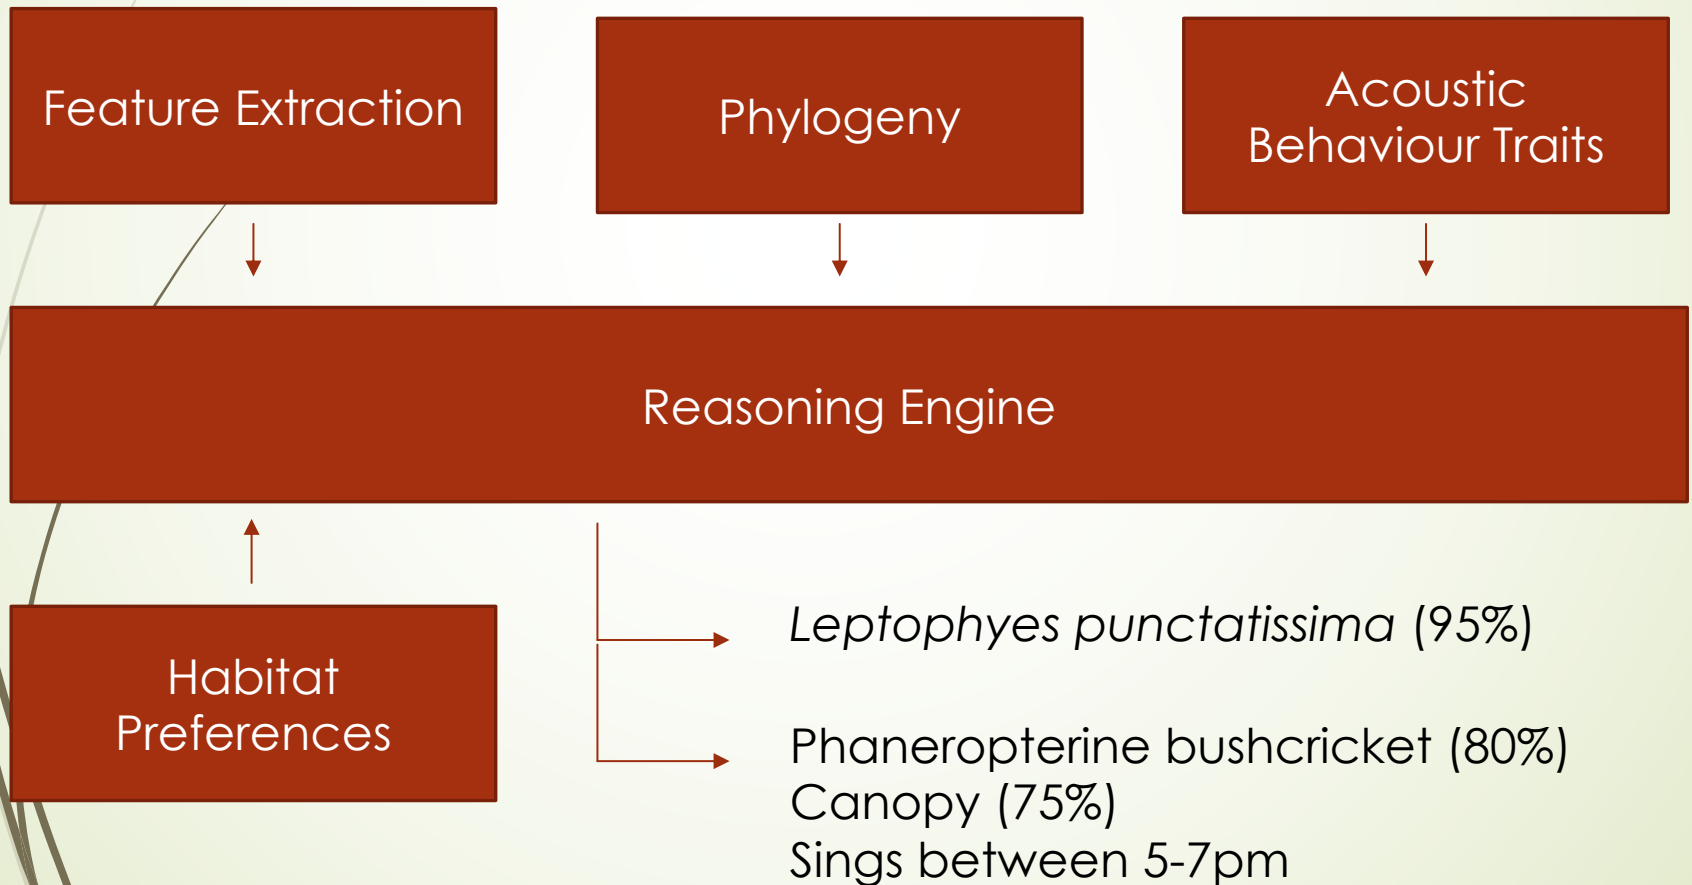 Feature Extraction
Phylogeny
Acoustic
Behaviour Traits
Reasoning Engine
Habitat
Preferences
Leptophyes punctatissima (95%)
Phaneropterine bushcricket (80%)
Canopy (75%)
Sings between 5-7pm